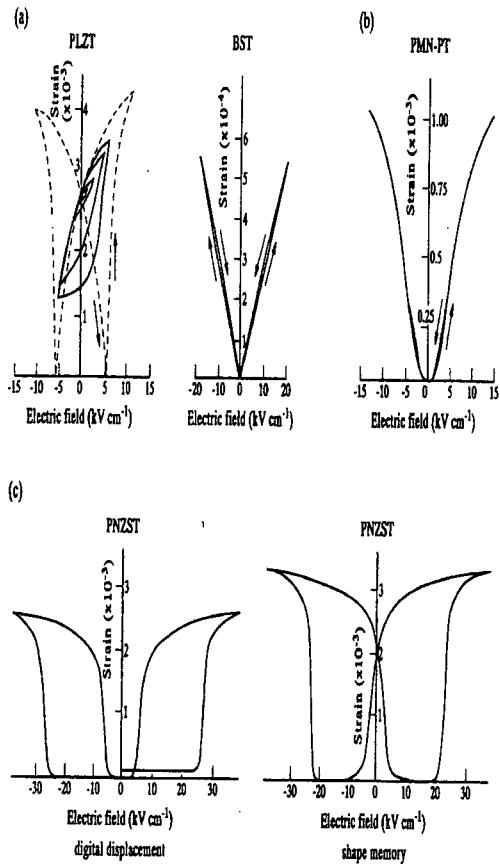 (a)
PLZT
Strain
(x10⁻³)
4
3
2
1
-15 -10 -5 0 5 10 15
Electric field (kV cm⁻¹)
BST
Strain (x10⁻⁴)
6
5
4
3
2
1
-20 -10 0 10 20
Electric field (kV cm⁻¹)
(b)
PMN-PT
Strain (x10⁻³)
1.00
0.75
0.5
0.25
-15 -10 -5 0 5 10 15
Electric field (kV cm⁻¹)
(c)
PNZST
Strain (x10⁻³)
3
2
1
-30 -20 -10 0 10 20 30
Electric field (kV cm⁻¹)
digital displacement
PNZST
Strain (x10⁻³)
3
2
1
-30 -20 -10 0 10 20 30
Electric field (kV cm⁻¹)
shape memory